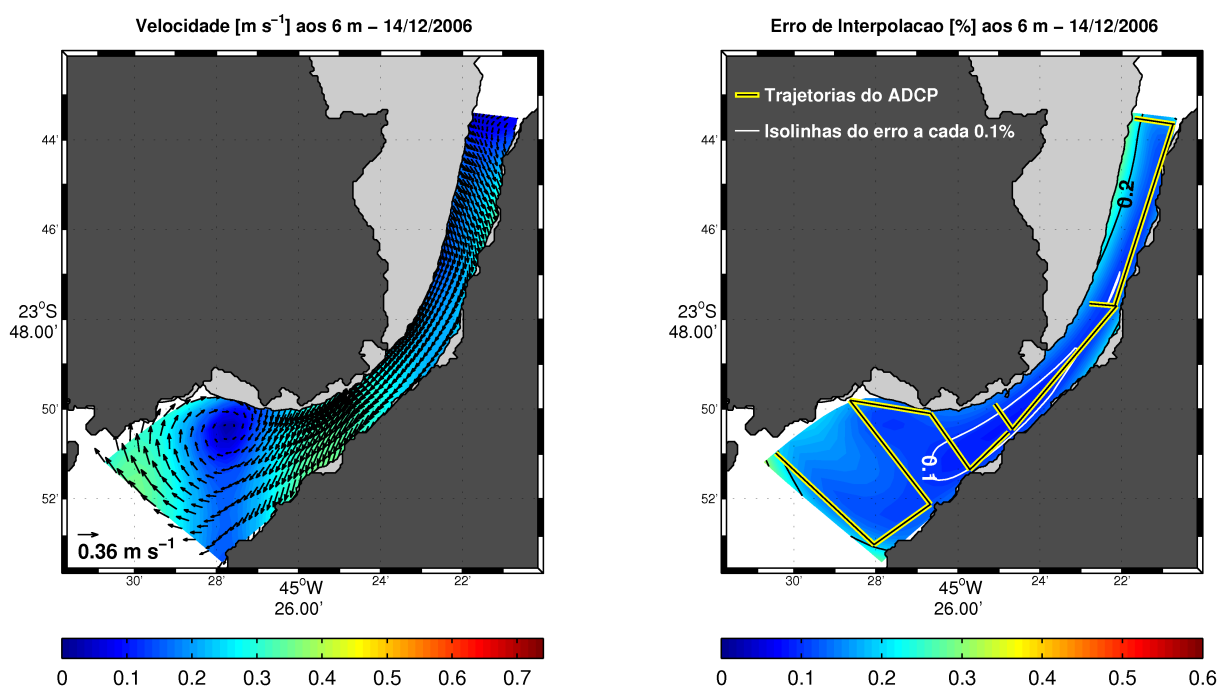 Velocidade [m s⁻¹] aos 6 m – 14/12/2006
44'
46'
23°S
48.00'
50'
52'
0.36 m s⁻¹
30' 28' 45°W 24' 22'
26.00'
0 0.1 0.2 0.3 0.4 0.5 0.6 0.7
Erro de Interpolacao [%] aos 6 m – 14/12/2006
Trajetorias do ADCP
Isolinhas do erro a cada 0.1%
44'
0.2
46'
23°S
48.00'
50'
0.1
52'
30' 28' 45°W 24' 22'
26.00'
0 0.1 0.2 0.3 0.4 0.5 0.6